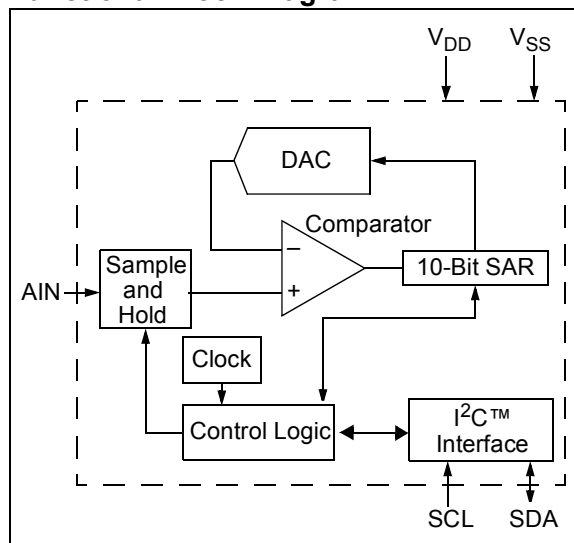 V_DD V_SS
DAC
Comparator
−
+
10-Bit SAR
Sample
and
Hold
AIN
Clock
Control Logic
I²C™
Interface
SCL SDA